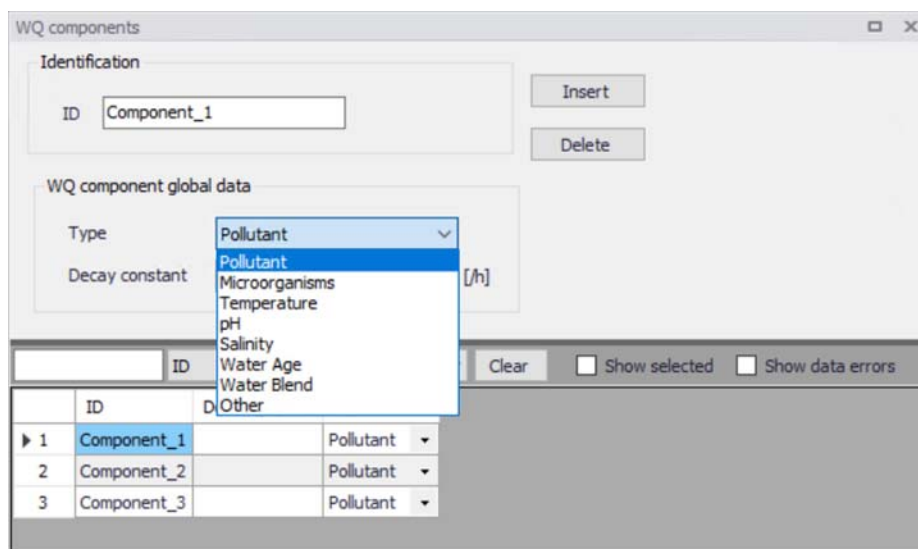 WQ components
Identification
ID Component_1
Insert
Delete
WQ component global data
Type Pollutant
Decay constant [/h]
Pollutant
Microorganisms
Temperature
pH
Salinity
Water Age
Water Blend
Other
ID Clear Show selected Show data errors
ID
1 Component_1 Pollutant
2 Component_2 Pollutant
3 Component_3 Pollutant